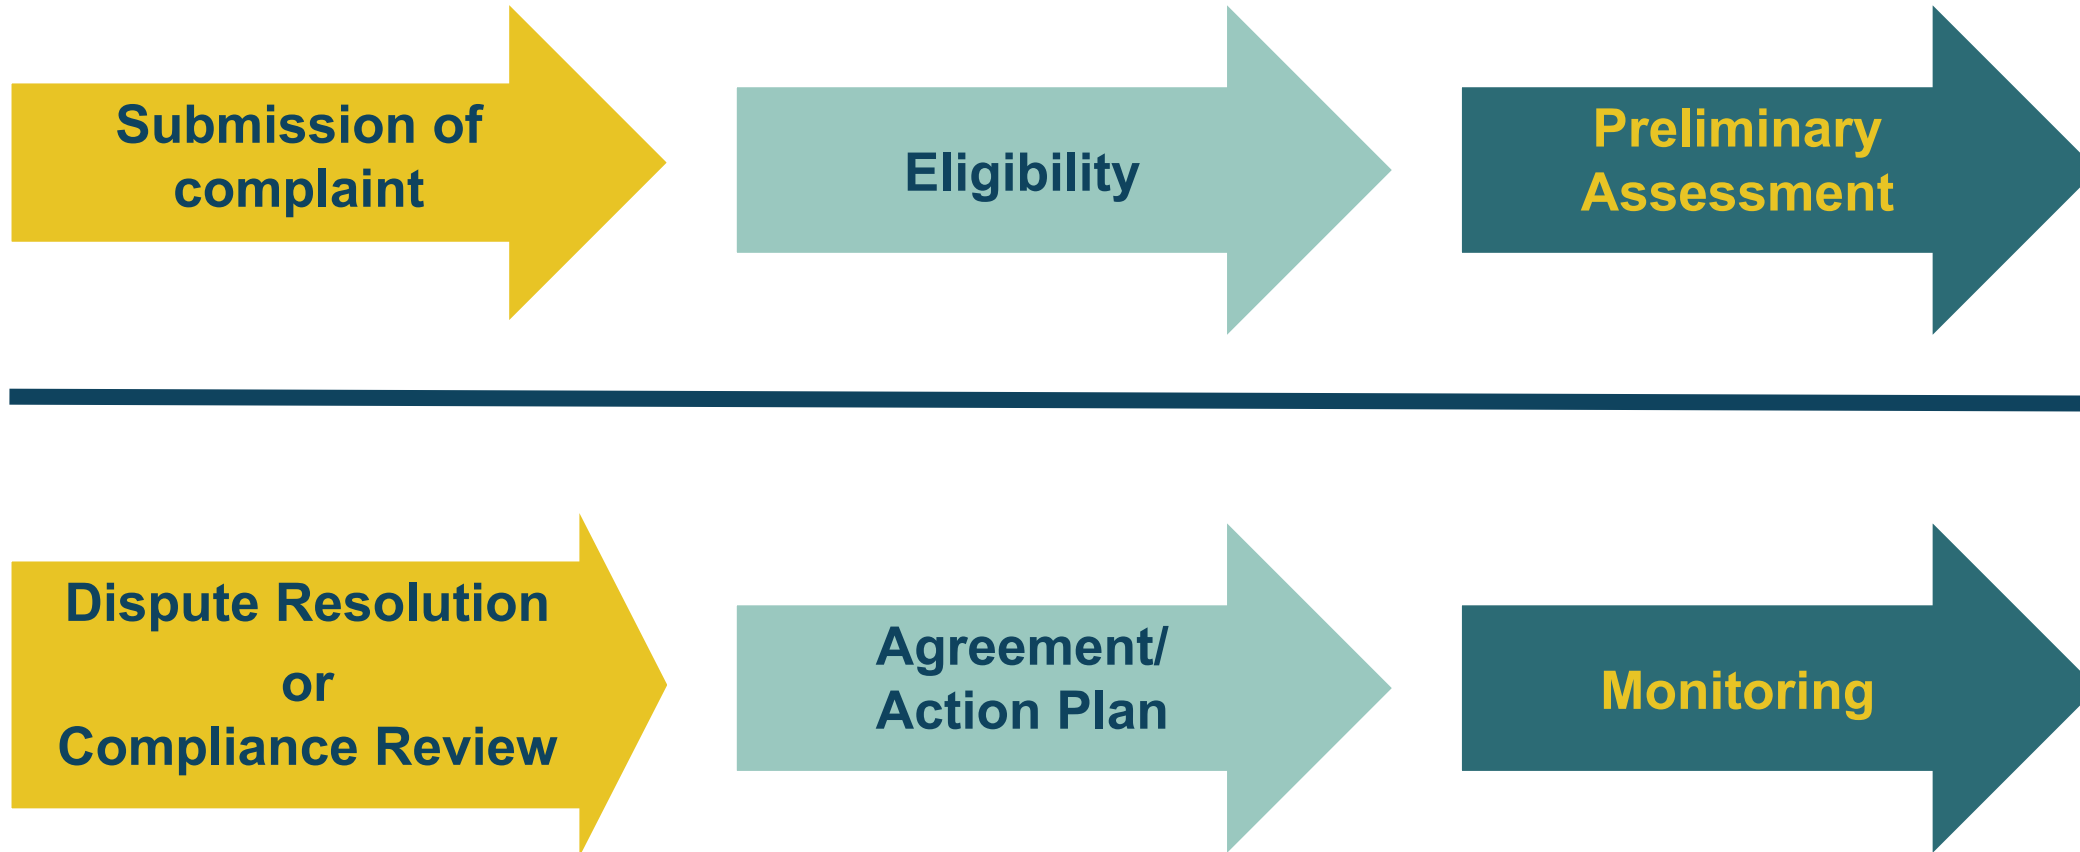 Submission of
complaint
Eligibility
Preliminary
Assessment
Dispute Resolution
or
Compliance Review
Agreement/
Action Plan
Monitoring